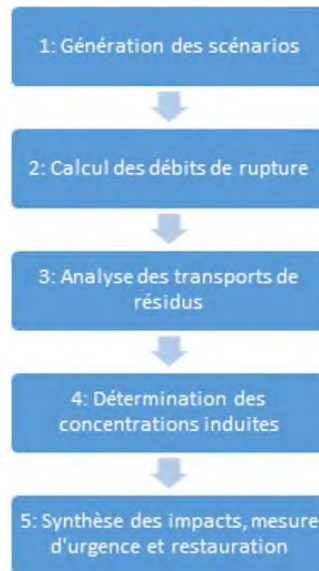 1: Génération des scénarios
2: Calcul des débits de rupture
3: Analyse des transports de
résidus
4: Détermination des
concentrations induites
5: Synthèse des impacts, mesure
d'urgence et restauration